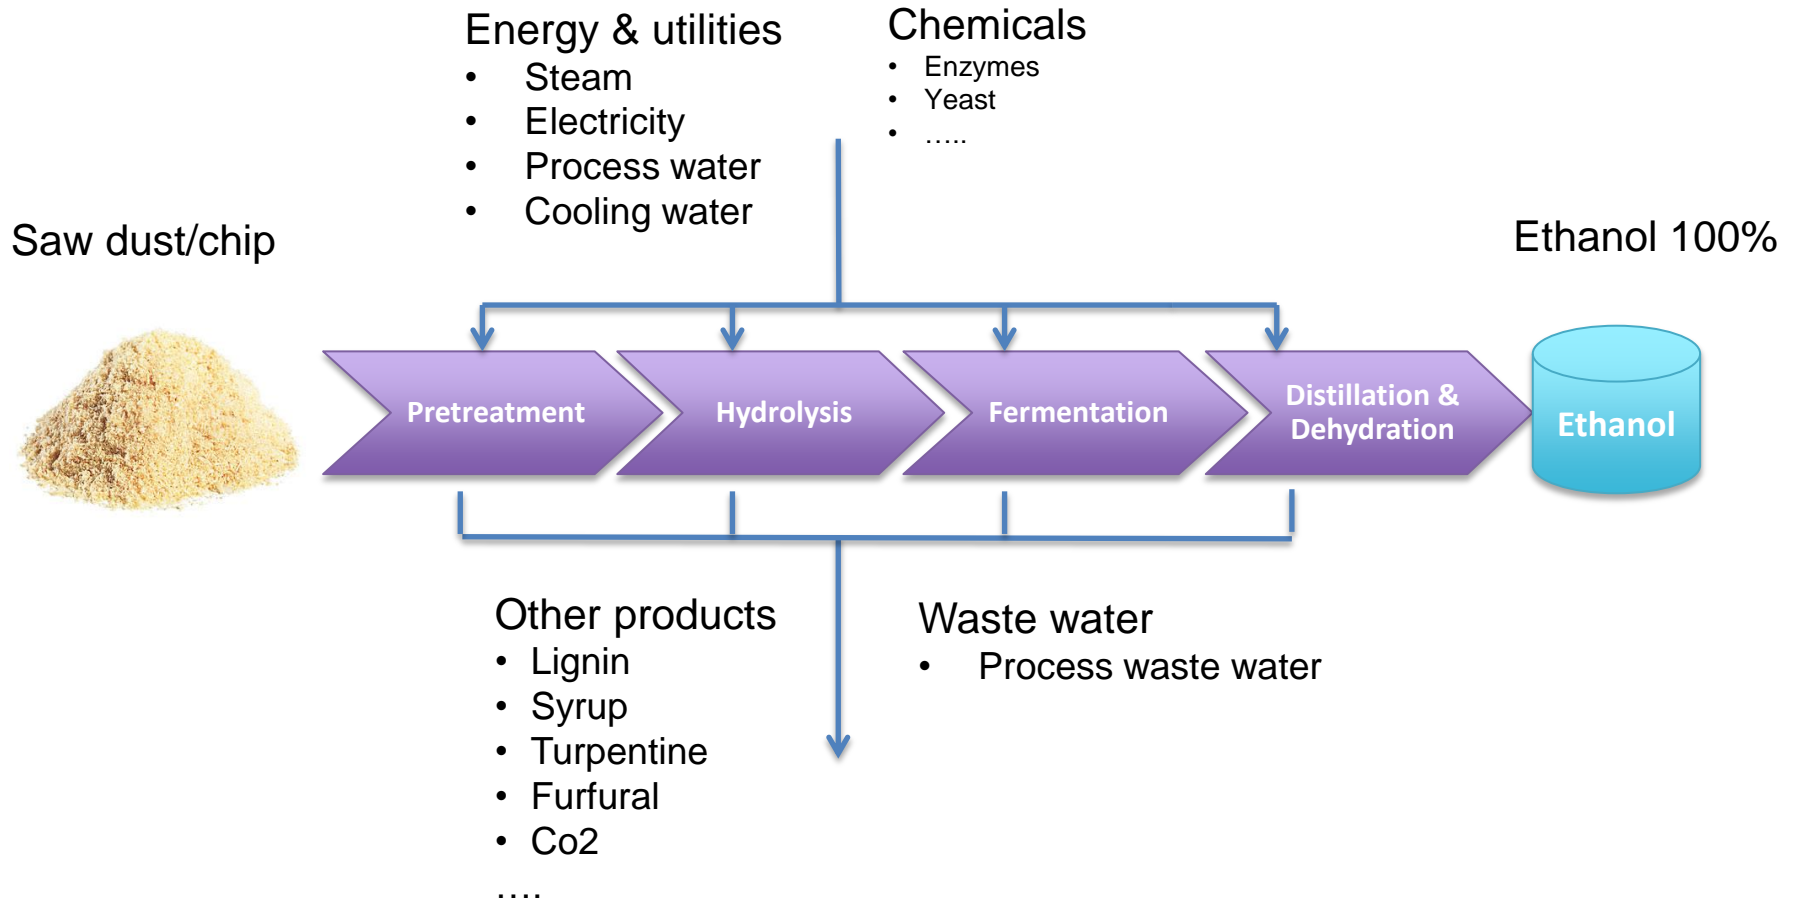 Energy & utilities
• Steam
• Electricity
• Process water
• Cooling water
Chemicals
• Enzymes
• Yeast
• …..
Saw dust/chip
Ethanol 100%
Pretreatment
Hydrolysis
Fermentation
Distillation &
Dehydration
Ethanol
Other products
• Lignin
• Syrup
• Turpentine
• Furfural
• Co2
….
Waste water
• Process waste water